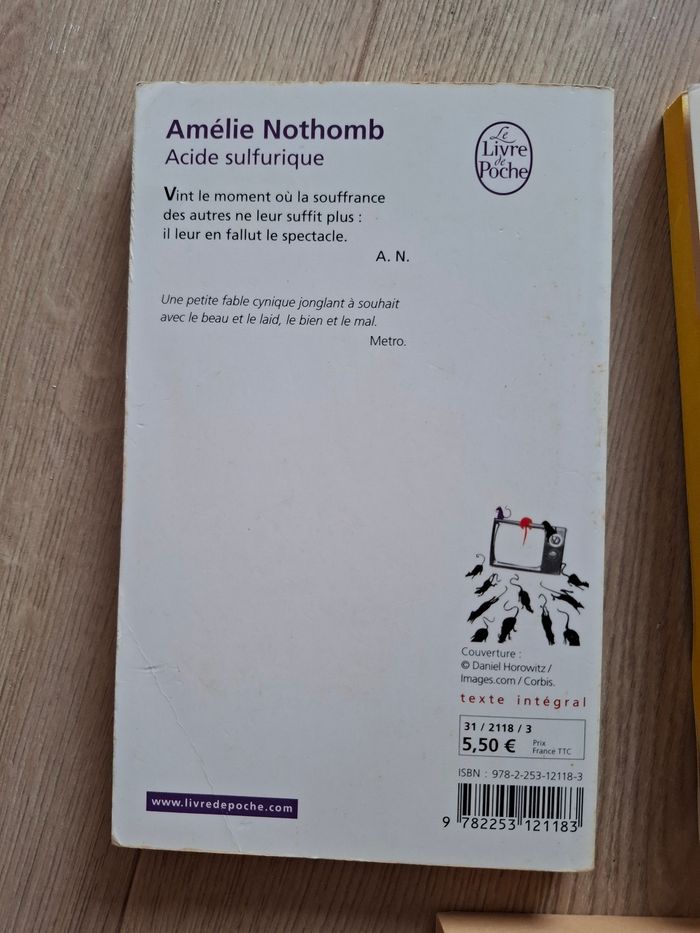 Amélie Nothomb
Acide sulfurique
Le
Livre
de
Poche
Vint le moment où la souffrance
des autres ne leur suffit plus :
il leur en fallut le spectacle.
A. N.
Une petite fable cynique jonglant à souhait
avec le beau et le laid, le bien et le mal.
Metro.
Couverture :
© Daniel Horowitz /
Images.com / Corbis.
texte intégral
31 / 2118 / 3
5,50 € Prix
France TTC
ISBN : 978-2-253-12118-3
9 782253 121183
www.livredepoche.com